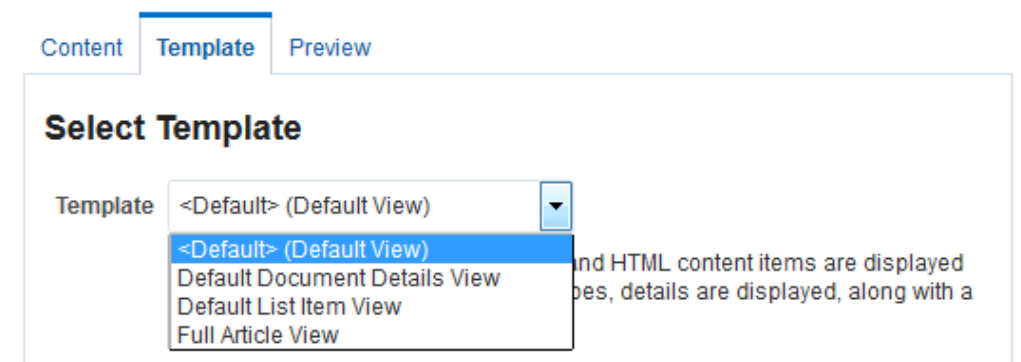 Content Template Preview
Select Template
Template <Default> (Default View)
<Default> (Default View)
Default Document Details View
Default List Item View
Full Article View
and HTML content items are displayed
details are displayed, along with a